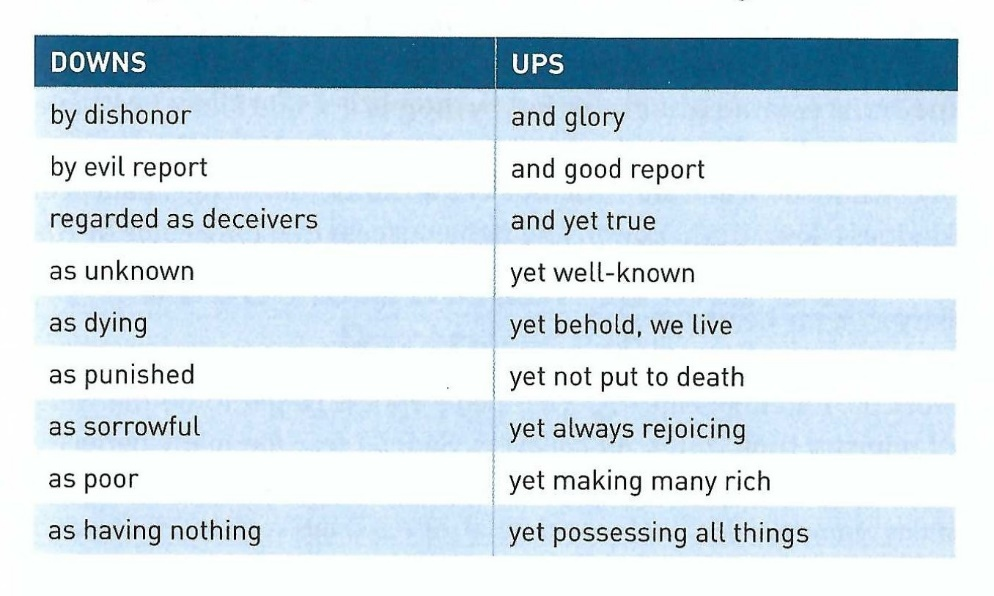 DOWNS UPS
by dishonor and glory
by evil report and good report
regarded as deceivers and yet true
as unknown yet well-known
as dying yet behold, we live
as punished yet not put to death
as sorrowful yet always rejoicing
as poor yet making many rich
as having nothing yet possessing all things